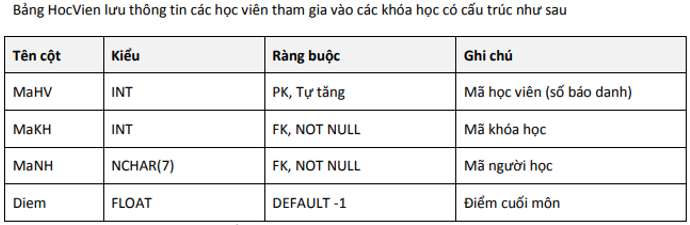 Bảng HocVien lưu thông tin các học viên tham gia vào các khóa học có cấu trúc như sau
Tên cột Kiểu Ràng buộc Ghi chú
MaHV INT PK, Tự tăng Mã học viên (số báo danh)
MaKH INT FK, NOT NULL Mã khóa học
MaNH NCHAR(7) FK, NOT NULL Mã người học
Diem FLOAT DEFAULT -1 Điểm cuối môn